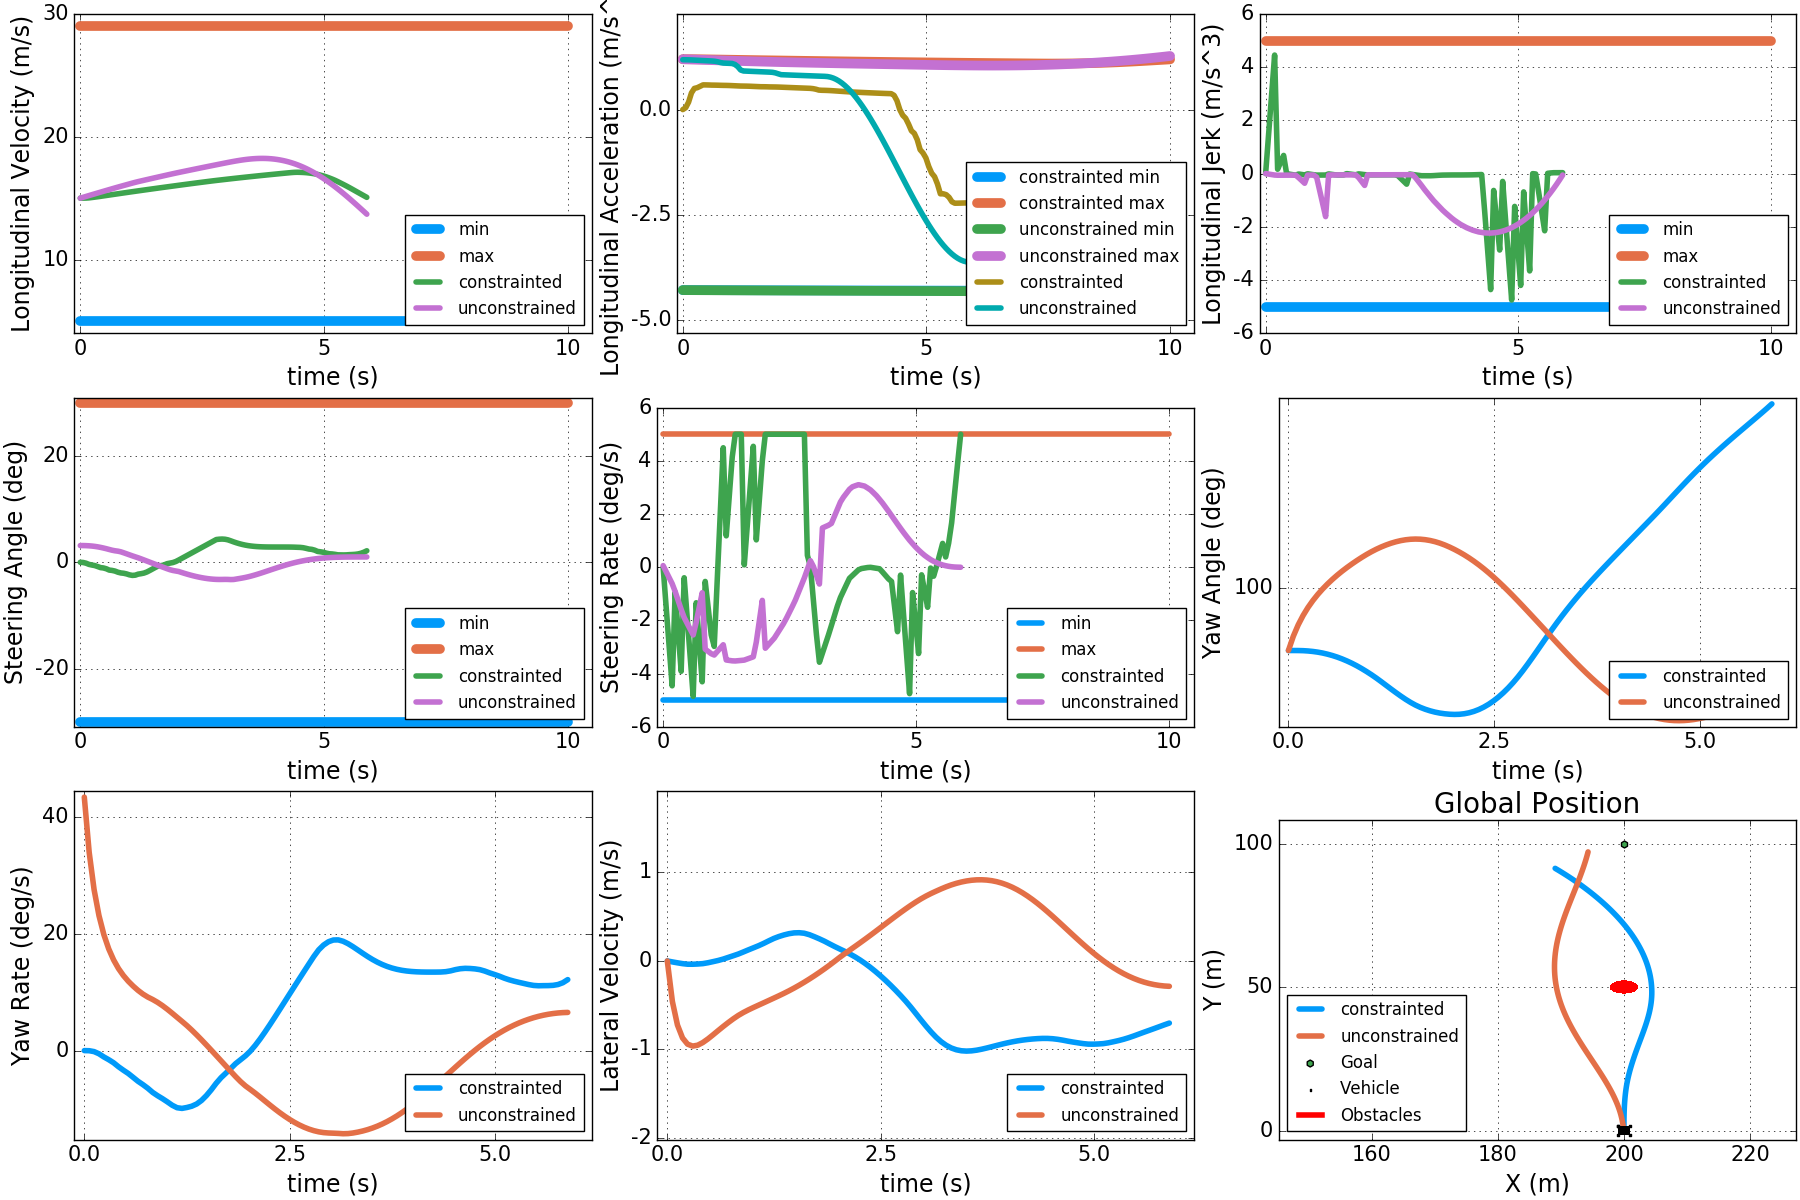 Longitudinal Velocity (m/s)
30
20
10
0
5
10
time (s)
min
max
constrainted
unconstrained
Longitudinal Acceleration (m/s^
0.0
-2.5
-5.0
0
5
10
time (s)
constrainted min
constrainted max
unconstrained min
unconstrained max
constrainted
unconstrained
Longitudinal Jerk (m/s^3)
6
4
2
0
-2
-4
-6
0
5
10
time (s)
min
max
constrainted
unconstrained
Steering Angle (deg)
20
0
-20
0
5
10
time (s)
min
max
constrainted
unconstrained
Steering Rate (deg/s)
6
4
2
0
-2
-4
-6
0
5
10
time (s)
min
max
constrainted
unconstrained
Yaw Angle (deg)
100
0.0
2.5
5.0
time (s)
constrainted
unconstrained
Yaw Rate (deg/s)
40
20
0
0.0
2.5
5.0
time (s)
constrainted
unconstrained
Lateral Velocity (m/s)
1
0
-1
-2
0.0
2.5
5.0
time (s)
constrainted
unconstrained
Global Position
Y (m)
100
50
0
160
180
200
220
X (m)
constrainted
unconstrained
Goal
Vehicle
Obstacles